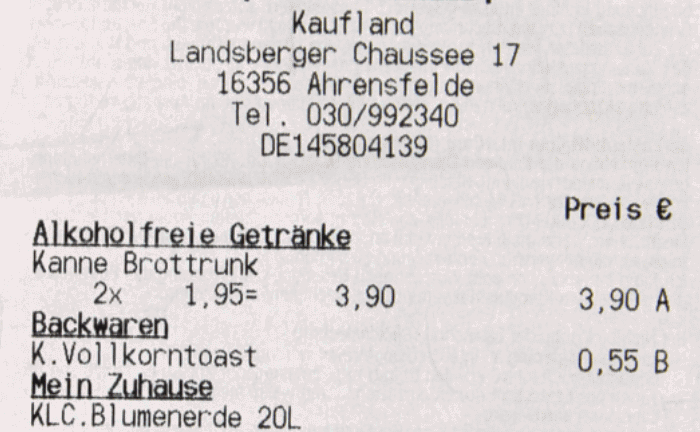 Kaufland
Landsberger Chaussee 17
16356 Ahrensfelde
Tel. 030/992340
DE145804139
Preis €
Alkoholfreie Getränke
Kanne Brottrunk
2x 1,95= 3,90 3,90 A
Backwaren
K.Vollkorntoast 0,55 B
Mein Zuhause
KLC.Blumenerde 20L